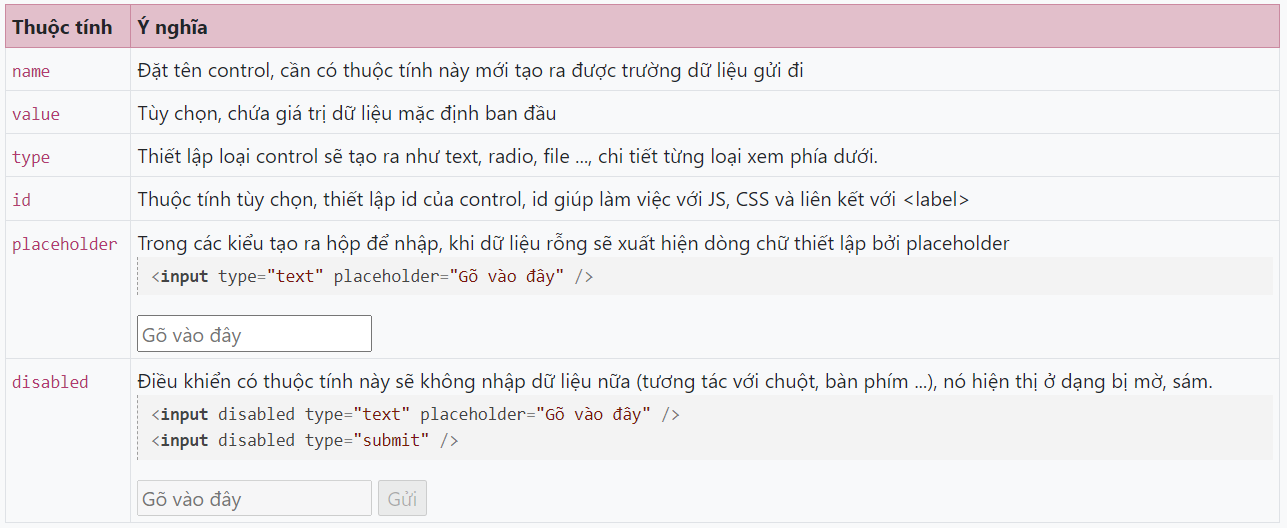 Thuộc tính Ý nghĩa
name Đặt tên control, cần có thuộc tính này mới tạo ra được trường dữ liệu gửi đi
value Tùy chọn, chứa giá trị dữ liệu mặc định ban đầu
type Thiết lập loại control sẽ tạo ra như text, radio, file ..., chi tiết từng loại xem phía dưới.
id Thuộc tính tùy chọn, thiết lập id của control, id giúp làm việc với JS, CSS và liên kết với <label>
placeholder Trong các kiểu tạo ra hộp để nhập, khi dữ liệu rỗng sẽ xuất hiện dòng chữ thiết lập bởi placeholder
<input type="text" placeholder="Gõ vào đây" />
Gõ vào đây
disabled Điều khiển có thuộc tính này sẽ không nhập dữ liệu nữa (tương tác với chuột, bàn phím ...), nó hiện thị ở dạng bị mờ, sám.
<input disabled type="text" placeholder="Gõ vào đây" />
<input disabled type="submit" />
Gõ vào đây Gửi